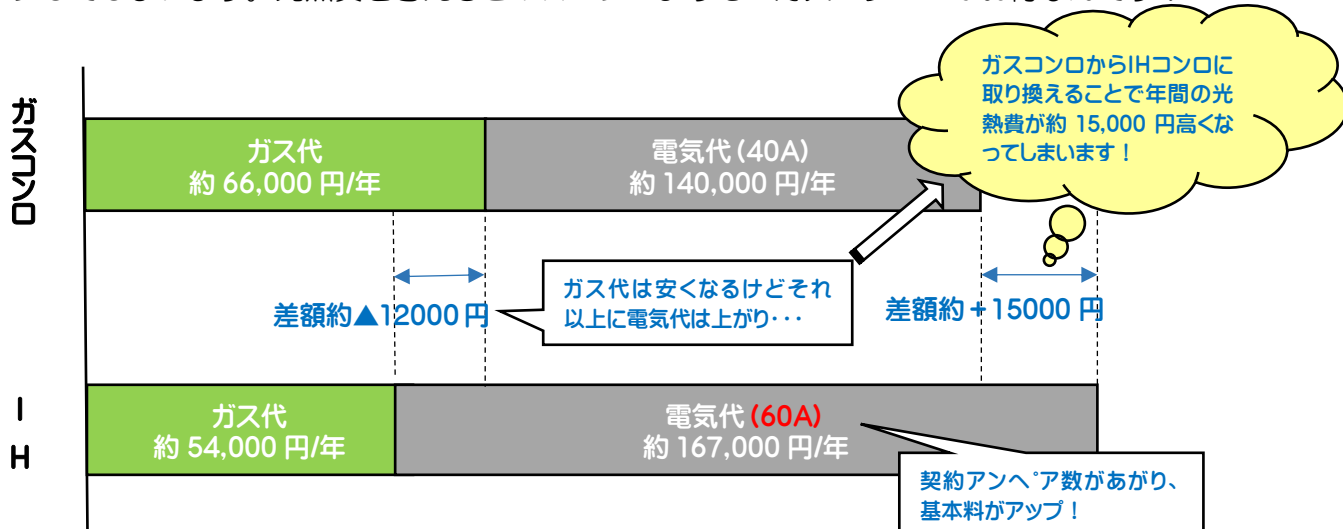 ガスコンロからIHコンロに
取り換えることで年間の光
熱費が約 15,000 円高くな
ってしまいます！
ガスコンロ
ガス代
約 66,000 円/年
電気代(40A)
約 140,000 円/年
差額約▲12000 円
ガス代は安くなるけどそれ
以上に電気代は上がり･･･
差額約+15000 円
IH
ガス代
約 54,000 円/年
電気代(60A)
約 167,000 円/年
契約アンペア数があがり、
基本料がアップ！